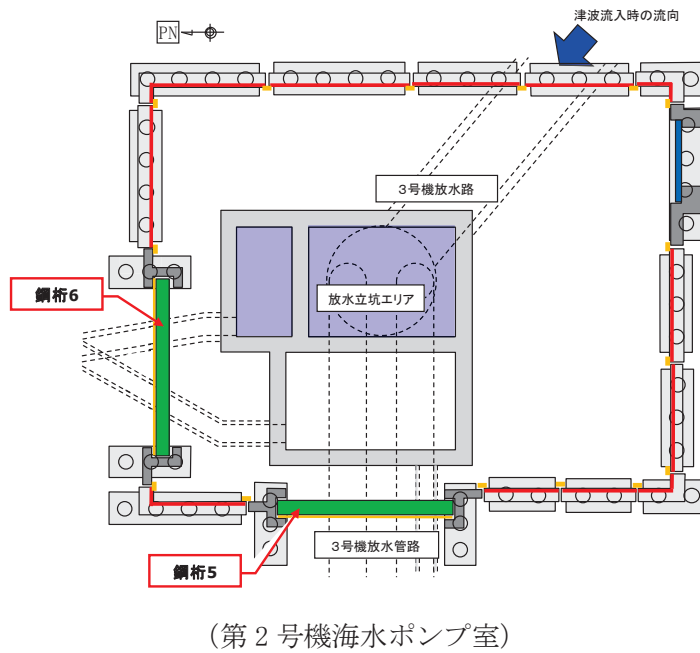 津波流入時の流向
PN
3号機放水路
鋼桁6
放水立坑エリア
3号機放水管路
鋼桁5
(第2号機海水ポンプ室)